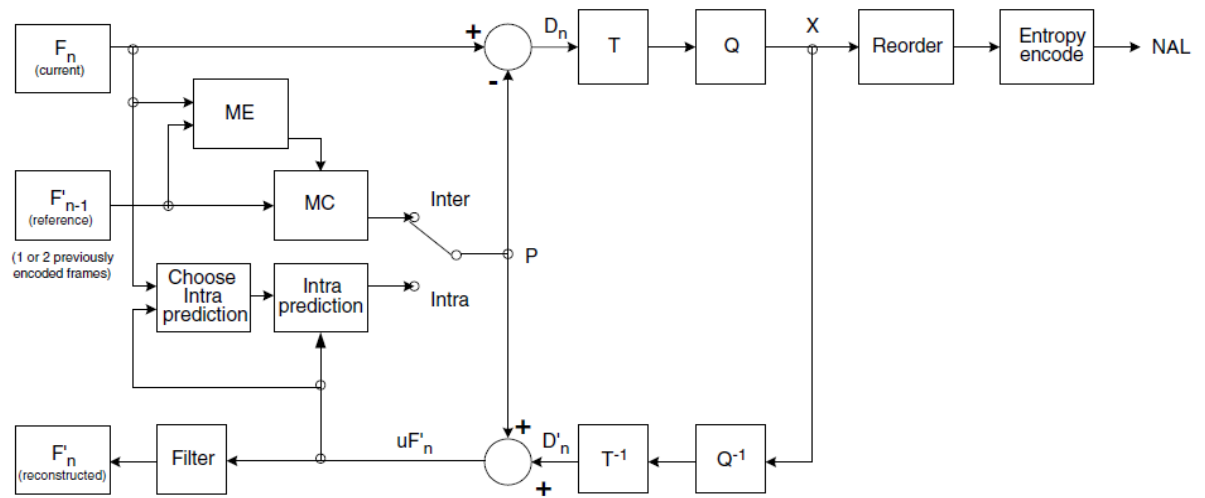 Fn
(current)
+
-
Dn
T
Q
X
Reorder
Entropy
encode
NAL
ME
F'n-1
(reference)
(1 or 2 previously
encoded frames)
MC
Inter
P
Choose
Intra
prediction
Intra
prediction
Intra
F'n
(reconstructed)
Filter
uF'n
+
+
D'n
T-1
Q-1